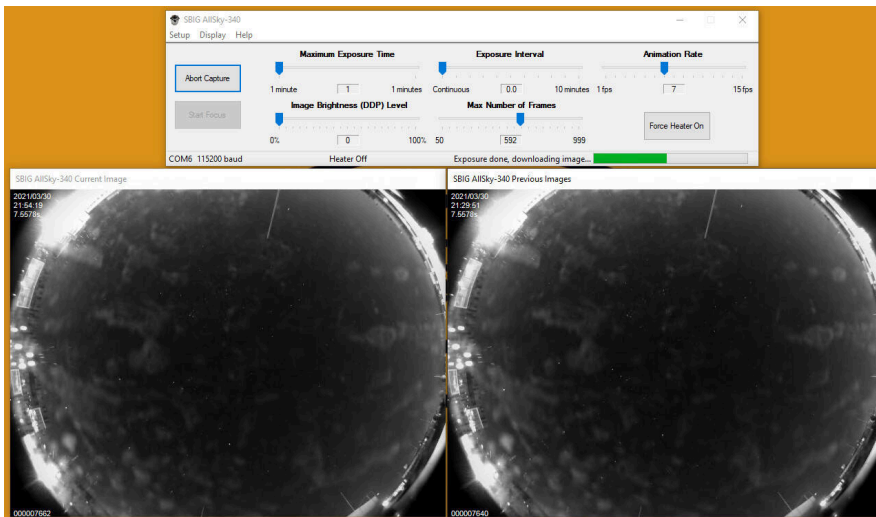 SBIG AllSky-340
Setup Display Help
Maximum Exposure Time
Exposure Interval
Animation Rate
Abort Capture
1 minute 1 1 minutes
Continuous 0.0 10 minutes
1 fps 7 15 fps
Start Focus
Image Brightness (DDP) Level
Max Number of Frames
Force Heater On
0% 0 100%
50 592 999
COM6 115200 baud Heater Off Exposure done, downloading image...
SBIG AllSky-340 Current Image
2021/03/30
21:54:19
7.5578s
000007662
SBIG AllSky-340 Previous Images
2021/03/30
21:29:51
7.5578s
000007640